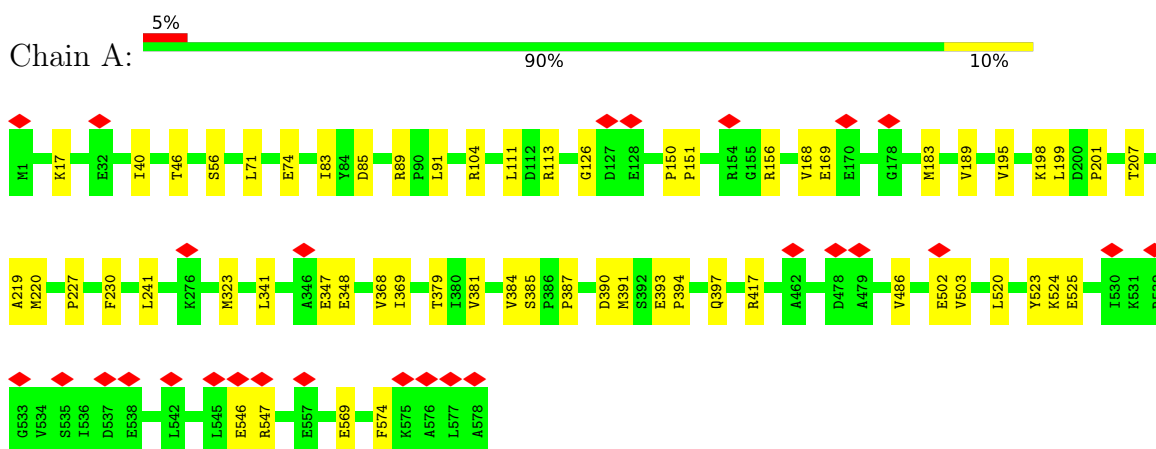 5%
Chain A:
90%
10%
M1 K17 E32 I40 T46 S56 L71 E74 I83 Y84 D85 R89 P90 L91 R104 L111 D112 R113 G126 D127 E128 P150 P151 R154 G155 R156 V168 E169 E170 G178 M183 V189 V195 K198 L199 D200 P201 T207
A219 M220 P227 F230 L241 K276 M323 L341 A346 E347 E348 V368 I369 T379 I380 V381 V384 S385 P386 P387 D390 M391 S392 E393 P394 Q397 R417 A462 D478 A479 V486 E502 V503 L520 Y523 K524 E525 I530 K531
G533 V534 S535 I536 D537 E538 L542 L545 E546 R547 E557 E569 F574 K575 A576 L577 A578